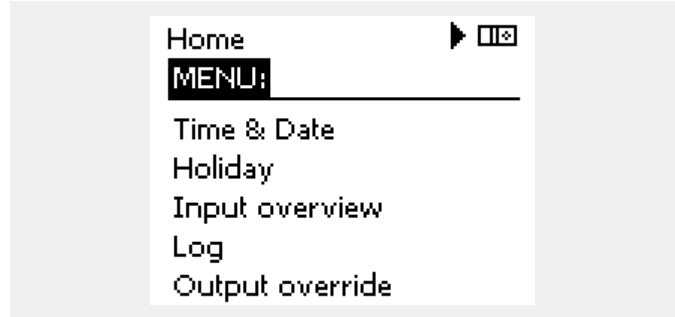 Home
MENU:
Time & Date
Holiday
Input overview
Log
Output override